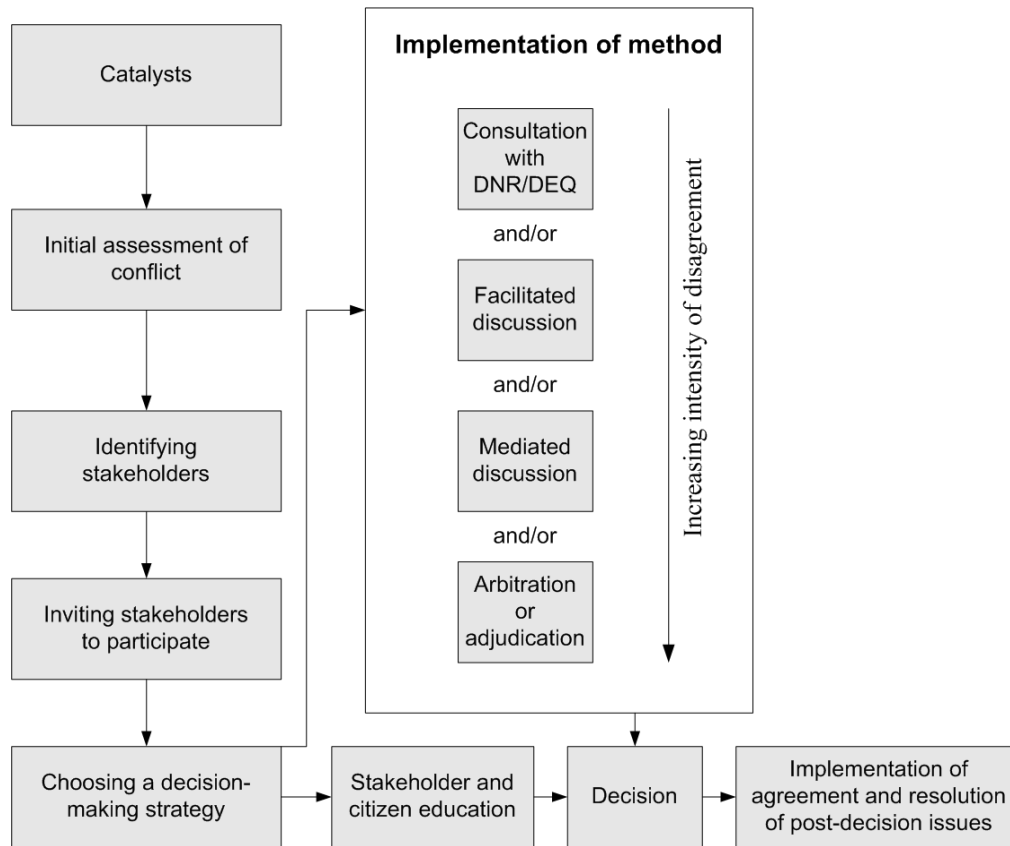 Catalysts
Initial assessment of
conflict
Identifying
stakeholders
Inviting stakeholders
to participate
Choosing a decision-
making strategy
Implementation of method
Consultation
with
DNR/DEQ
and/or
Facilitated
discussion
and/or
Mediated
discussion
and/or
Arbitration
or
adjudication
Increasing intensity of disagreement
Stakeholder and
citizen education
Decision
Implementation of
agreement and resolution
of post-decision issues